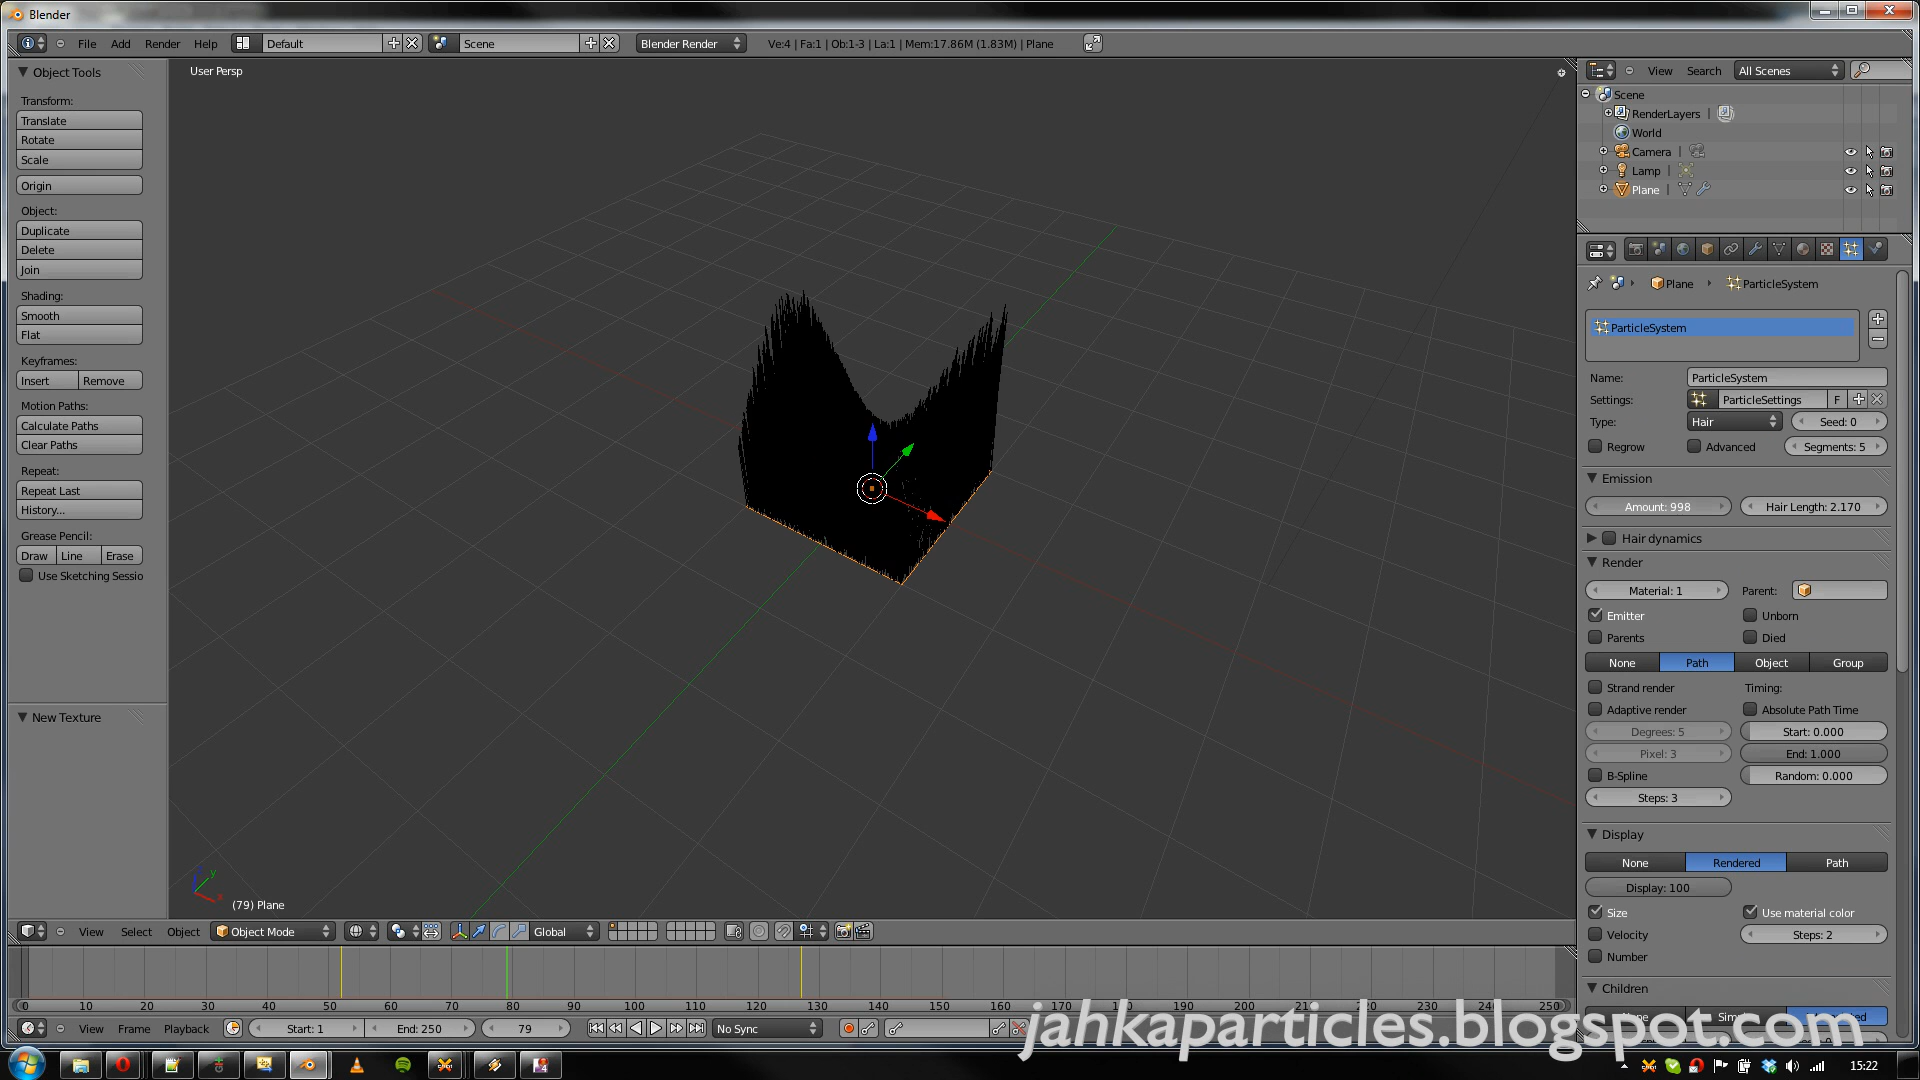 Blender
File Add Render Help Default Scene Blender Render Ve:4 | Fa:1 | Ob:1-3 | La:1 | Mem:17.86M (1.83M) | Plane
Object Tools
Transform:
Translate
Rotate
Scale
Origin
Object:
Duplicate
Delete
Join
Shading:
Smooth
Flat
Keyframes:
Insert Remove
Motion Paths:
Calculate Paths
Clear Paths
Repeat:
Repeat Last
History...
Grease Pencil:
Draw Line Erase
Use Sketching Sessio
New Texture
User Persp
(79) Plane
View Search All Scenes
Scene
RenderLayers |
World
Camera |
Lamp |
Plane |
Plane ParticleSystem
ParticleSystem
Name: ParticleSystem
Settings: ParticleSettings F
Type: Hair Seed: 0
Regrow Advanced Segments: 5
Emission
Amount: 998 Hair Length: 2.170
Hair dynamics
Render
Material: 1 Parent:
Emitter Unborn
Parents Died
None Path Object Group
Strand render Timing:
Adaptive render Absolute Path Time
Degrees: 5 Start: 0.000
Pixel: 3 End: 1.000
B-Spline Random: 0.000
Steps: 3
Display
None Rendered Path
Display: 100
Size Use material color
Velocity Steps: 2
Number
Children
View Select Object Object Mode Global
0 10 20 30 40 50 60 70 80 90 100 110 120 130 140 150 160 170 180 190 200 210 220 230 240 250
View Frame Playback Start: 1 End: 250 79 No Sync
jahkaparticles.blogspot.com
15:22